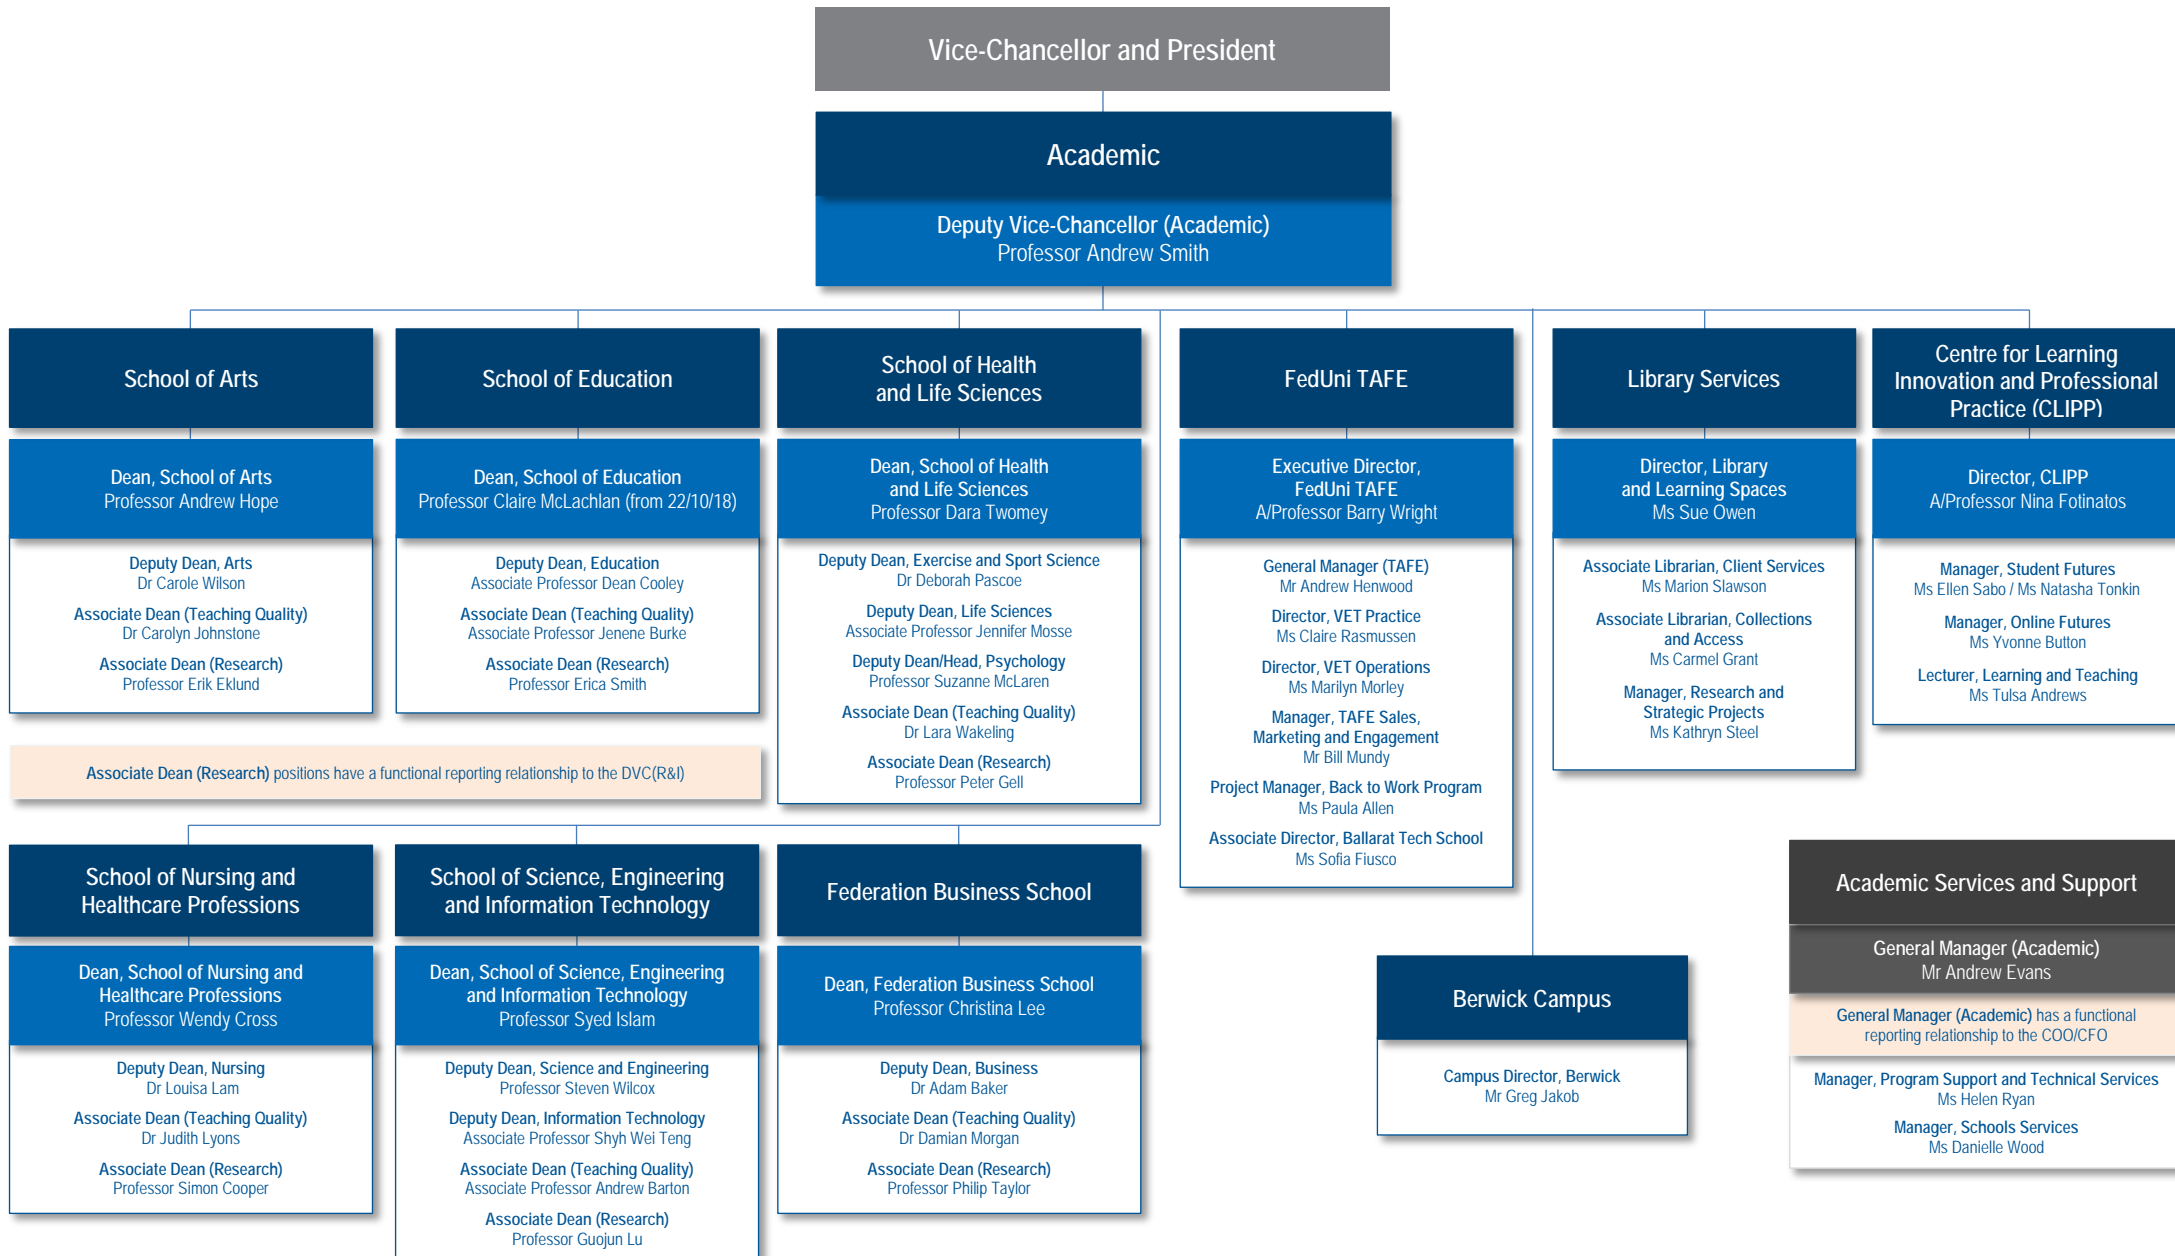 Vice-Chancellor and President
Academic
Deputy Vice-Chancellor (Academic)
Professor Andrew Smith
School of Arts
Dean, School of Arts
Professor Andrew Hope
Deputy Dean, Arts
Dr Carole Wilson
Associate Dean (Teaching Quality)
Dr Carolyn Johnstone
Associate Dean (Research)
Professor Erik Eklund
School of Education
Dean, School of Education
Professor Claire McLachlan (from 22/10/18)
Deputy Dean, Education
Associate Professor Dean Cooley
Associate Dean (Teaching Quality)
Associate Professor Jenene Burke
Associate Dean (Research)
Professor Erica Smith
School of Health
and Life Sciences
Dean, School of Health
and Life Sciences
Professor Dara Twomey
Deputy Dean, Exercise and Sport Science
Dr Deborah Pascoe
Deputy Dean, Life Sciences
Associate Professor Jennifer Mosse
Deputy Dean/Head, Psychology
Professor Suzanne McLaren
Associate Dean (Teaching Quality)
Dr Lara Wakeling
Associate Dean (Research)
Professor Peter Gell
FedUni TAFE
Executive Director,
FedUni TAFE
A/Professor Barry Wright
General Manager (TAFE)
Mr Andrew Henwood
Director, VET Practice
Ms Claire Rasmussen
Director, VET Operations
Ms Marilyn Morley
Manager, TAFE Sales,
Marketing and Engagement
Mr Bill Mundy
Project Manager, Back to Work Program
Ms Paula Allen
Associate Director, Ballarat Tech School
Ms Sofia Fiusco
Library Services
Director, Library
and Learning Spaces
Ms Sue Owen
Associate Librarian, Client Services
Ms Marion Slawson
Associate Librarian, Collections
and Access
Ms Carmel Grant
Manager, Research and
Strategic Projects
Ms Kathryn Steel
Centre for Learning
Innovation and Professional
Practice (CLIPP)
Director, CLIPP
A/Professor Nina Fotinatos
Manager, Student Futures
Ms Ellen Sabo / Ms Natasha Tonkin
Manager, Online Futures
Ms Yvonne Button
Lecturer, Learning and Teaching
Ms Tulsa Andrews
Associate Dean (Research) positions have a functional reporting relationship to the DVC(R&I)
School of Nursing and
Healthcare Professions
Dean, School of Nursing and
Healthcare Professions
Professor Wendy Cross
Deputy Dean, Nursing
Dr Louisa Lam
Associate Dean (Teaching Quality)
Dr Judith Lyons
Associate Dean (Research)
Professor Simon Cooper
School of Science, Engineering
and Information Technology
Dean, School of Science, Engineering
and Information Technology
Professor Syed Islam
Deputy Dean, Science and Engineering
Professor Steven Wilcox
Deputy Dean, Information Technology
Associate Professor Shyh Wei Teng
Associate Dean (Teaching Quality)
Associate Professor Andrew Barton
Associate Dean (Research)
Professor Guojun Lu
Federation Business School
Dean, Federation Business School
Professor Christina Lee
Deputy Dean, Business
Dr Adam Baker
Associate Dean (Teaching Quality)
Dr Damian Morgan
Associate Dean (Research)
Professor Philip Taylor
Berwick Campus
Campus Director, Berwick
Mr Greg Jakob
Academic Services and Support
General Manager (Academic)
Mr Andrew Evans
General Manager (Academic) has a functional
reporting relationship to the COO/CFO
Manager, Program Support and Technical Services
Ms Helen Ryan
Manager, Schools Services
Ms Danielle Wood